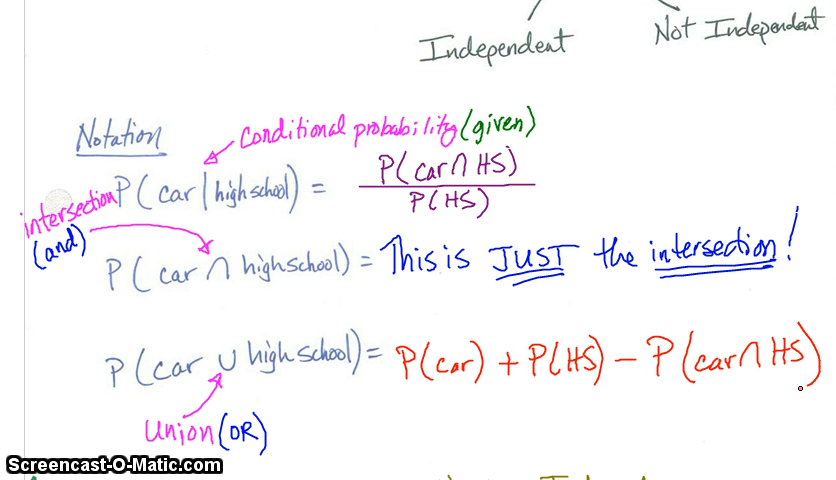 Independent
Not Independent
Notation
Conditional probability (given)
P(car | high school) = P(car ∩ HS) / P(HS)
intersection
(and)
P(car ∩ high school) = This is JUST the intersection!
P(car ∪ high school) = P(car) + P(HS) − P(car ∩ HS)
Union (OR)
Screencast-O-Matic.com